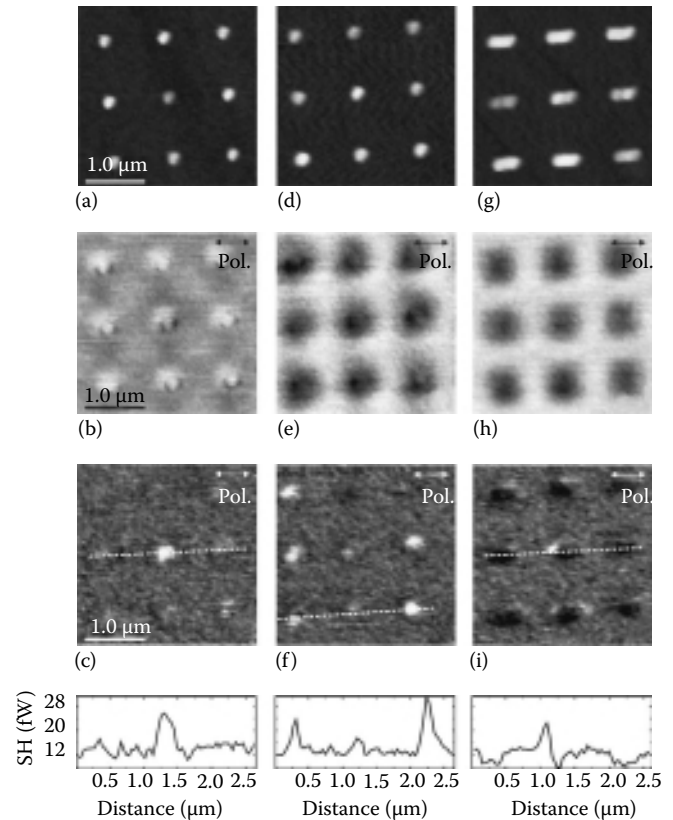 1.0 µm
(a)
(d)
(g)
Pol.
Pol.
Pol.
1.0 µm
(b)
(e)
(h)
Pol.
Pol.
Pol.
1.0 µm
(c)
(f)
(i)
SH (fW)
28
20
12
0.5 1.0 1.5 2.0 2.5
0.5 1.0 1.5 2.0 2.5
0.5 1.0 1.5 2.0 2.5
Distance (µm)
Distance (µm)
Distance (µm)